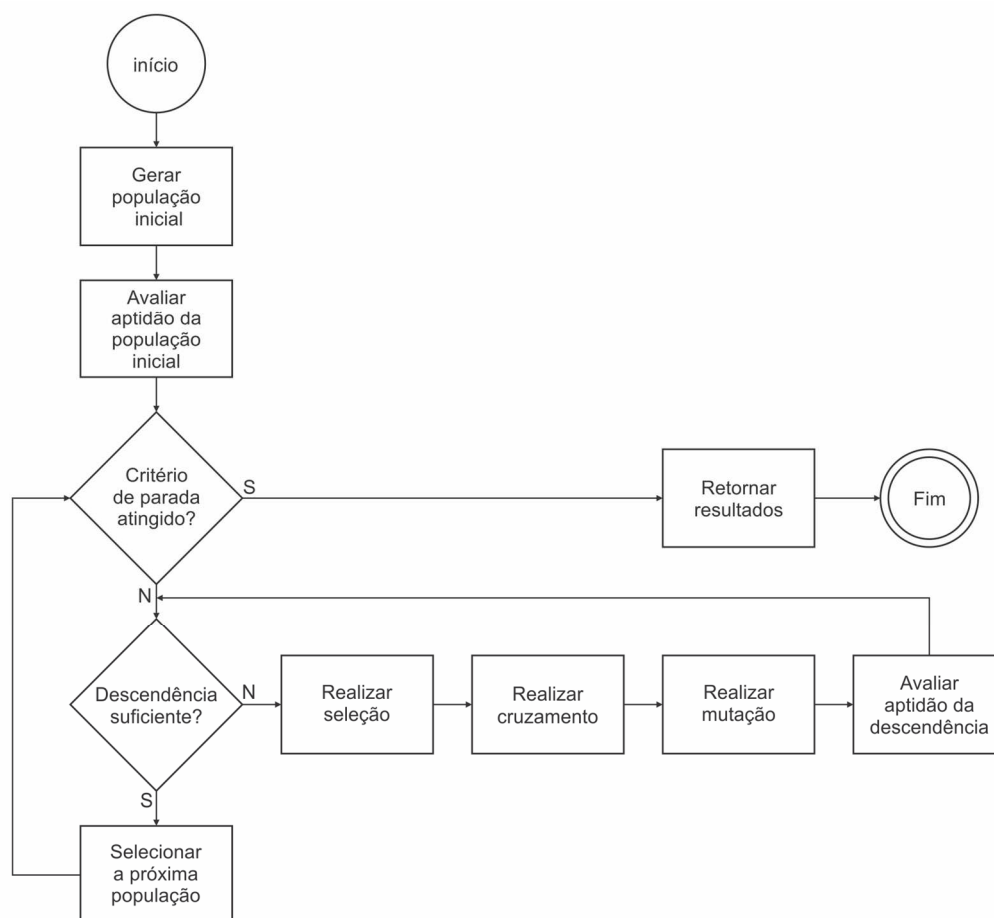 início
Gerar
população
inicial
Avaliar
aptidão da
população
inicial
Critério
de parada
atingido?
S
Retornar
resultados
Fim
N
Descendência
suficiente?
N
Realizar
seleção
Realizar
cruzamento
Realizar
mutação
Avaliar
aptidão da
descendência
S
Selecionar
a próxima
população